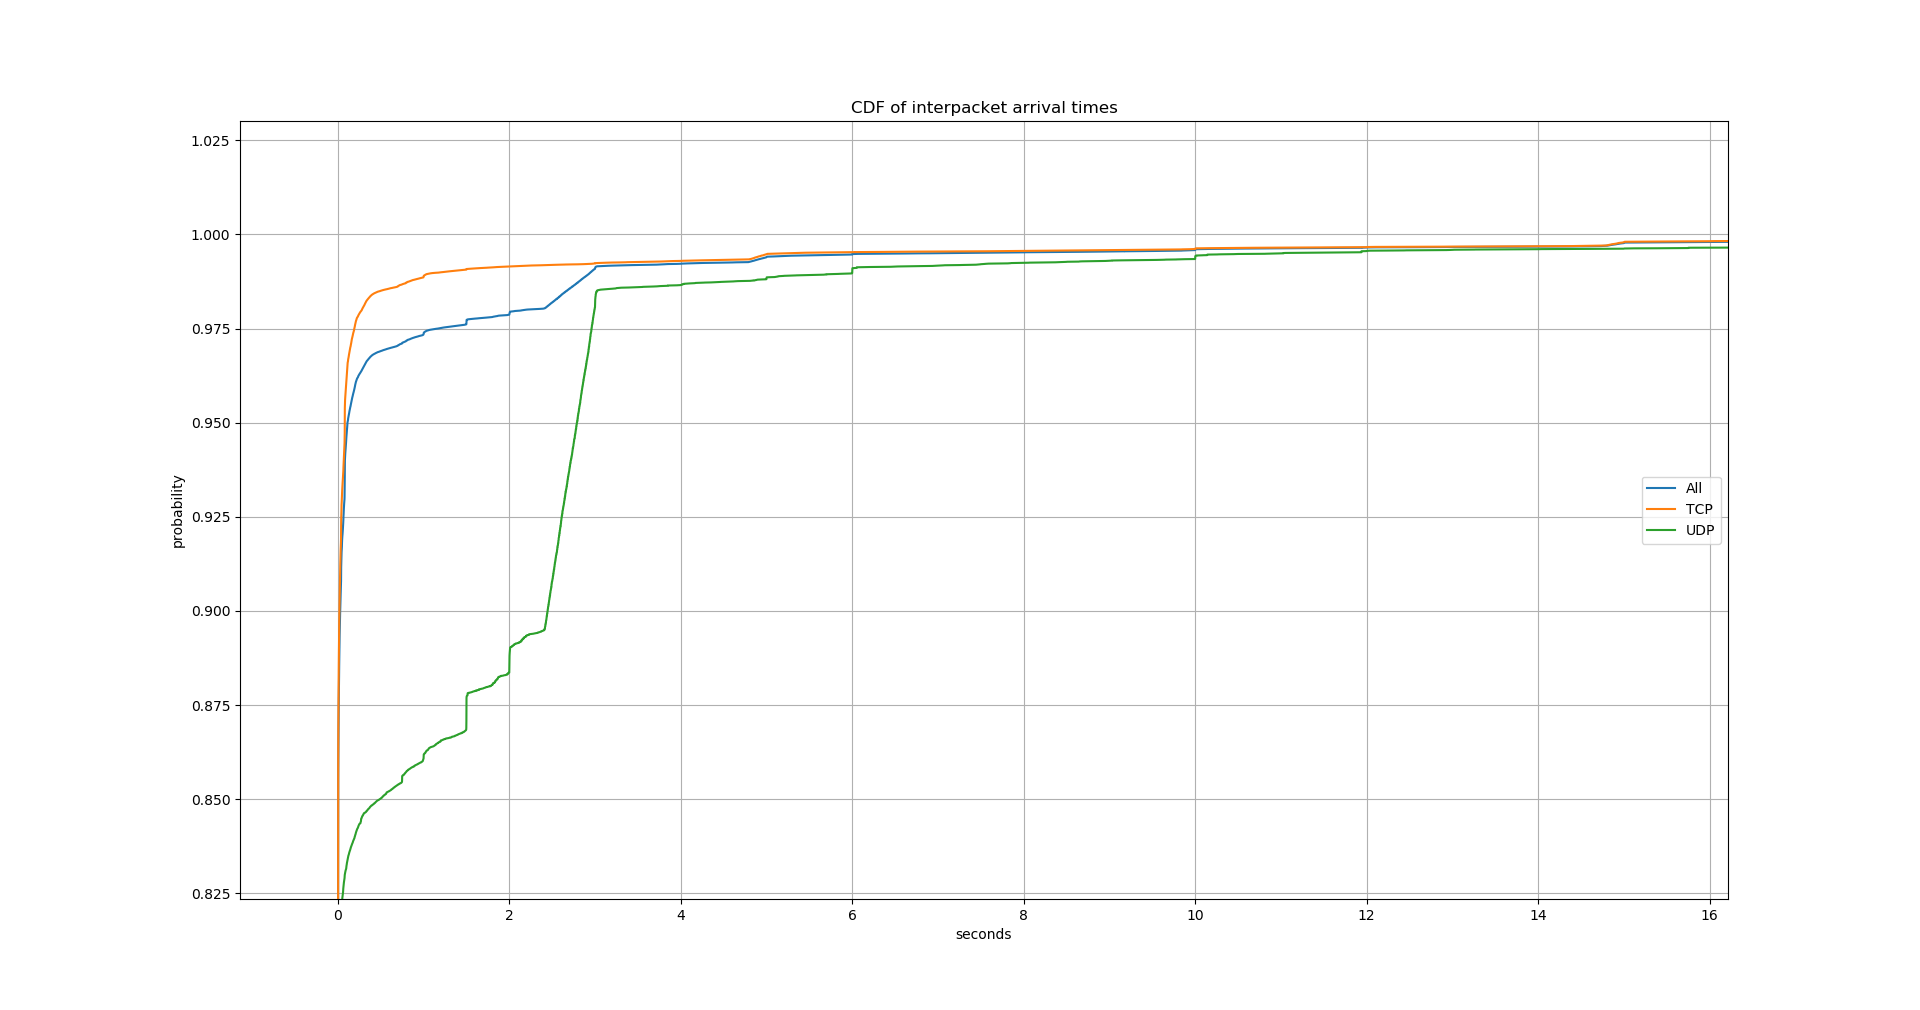 CDF of interpacket arrival times
1.025
1.000
0.975
0.950
0.925
0.900
0.875
0.850
0.825
probability
All
TCP
UDP
0 2 4 6 8 10 12 14 16
seconds